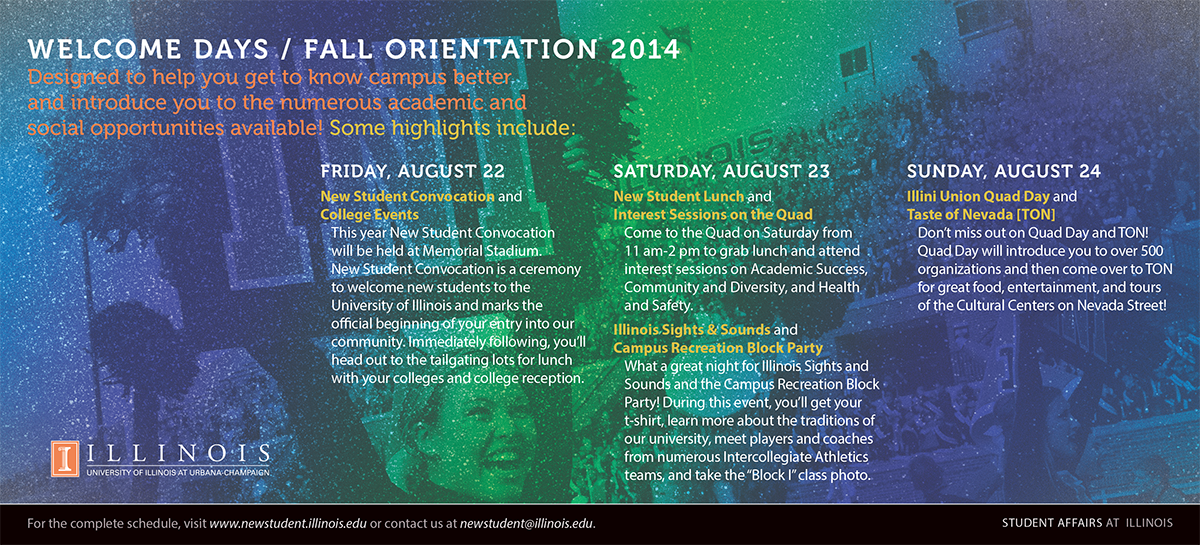 WELCOME DAYS / FALL ORIENTATION 2014
Designed to help you get to know campus better
and introduce you to the numerous academic and
social opportunities available! Some highlights include:
FRIDAY, AUGUST 22
New Student Convocation and
College Events
This year New Student Convocation
will be held at Memorial Stadium.
New Student Convocation is a ceremony
to welcome new students to the
University of Illinois and marks the
official beginning of your entry into our
community. Immediately following, you’ll
head out to the tailgating lots for lunch
with your colleges and college reception.
SATURDAY, AUGUST 23
New Student Lunch and
Interest Sessions on the Quad
Come to the Quad on Saturday from
11 am-2 pm to grab lunch and attend
interest sessions on Academic Success,
Community and Diversity, and Health
and Safety.
Illinois Sights & Sounds and
Campus Recreation Block Party
What a great night for Illinois Sights and
Sounds and the Campus Recreation Block
Party! During this event, you’ll get your
t-shirt, learn more about the traditions of
our university, meet players and coaches
from numerous Intercollegiate Athletics
teams, and take the “Block I” class photo.
SUNDAY, AUGUST 24
Illini Union Quad Day and
Taste of Nevada [TON]
Don’t miss out on Quad Day and TON!
Quad Day will introduce you to over 500
organizations and then come over to TON
for great food, entertainment, and tours
of the Cultural Centers on Nevada Street!
I ILLINOIS
UNIVERSITY OF ILLINOIS AT URBANA-CHAMPAIGN
For the complete schedule, visit www.newstudent.illinois.edu or contact us at newstudent@illinois.edu.
STUDENT AFFAIRS AT ILLINOIS